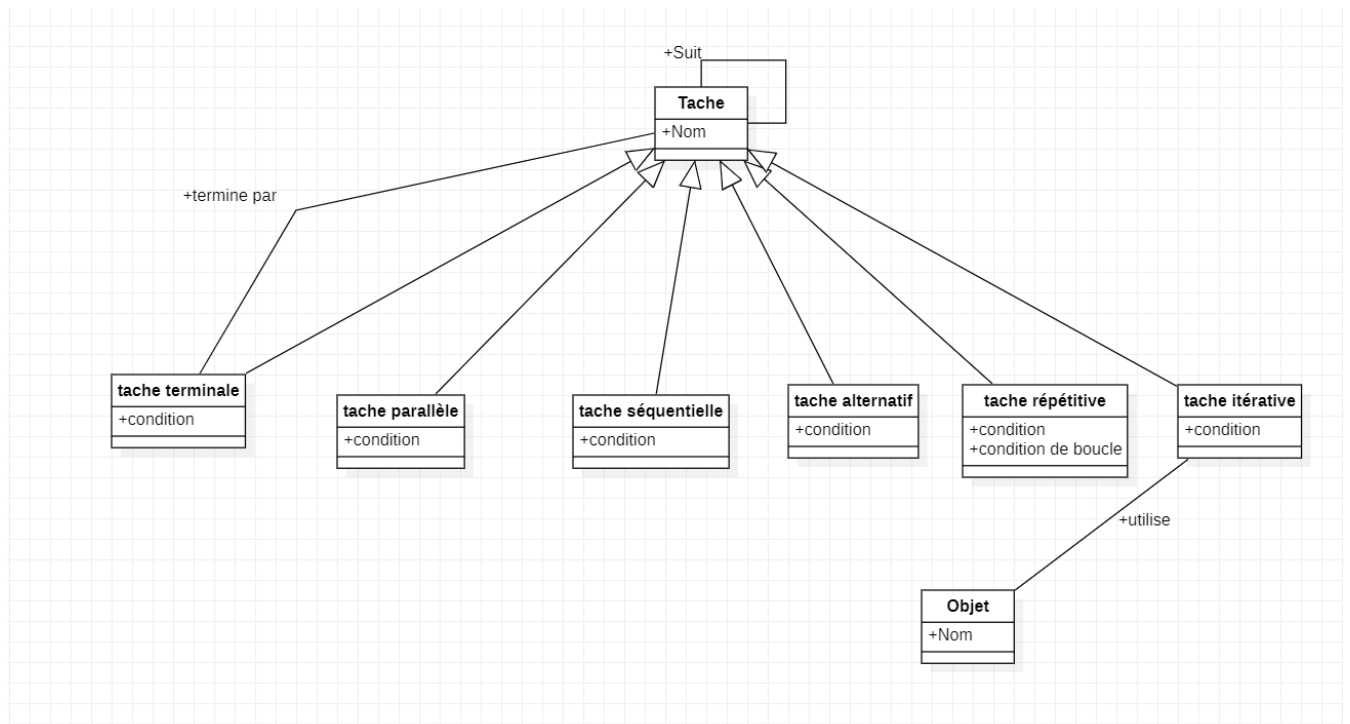 +Suit
Tache
+Nom
+termine par
tache terminale
+condition
tache parallèle
+condition
tache séquentielle
+condition
tache alternatif
+condition
tache répétitive
+condition
+condition de boucle
tache itérative
+condition
+utilise
Objet
+Nom